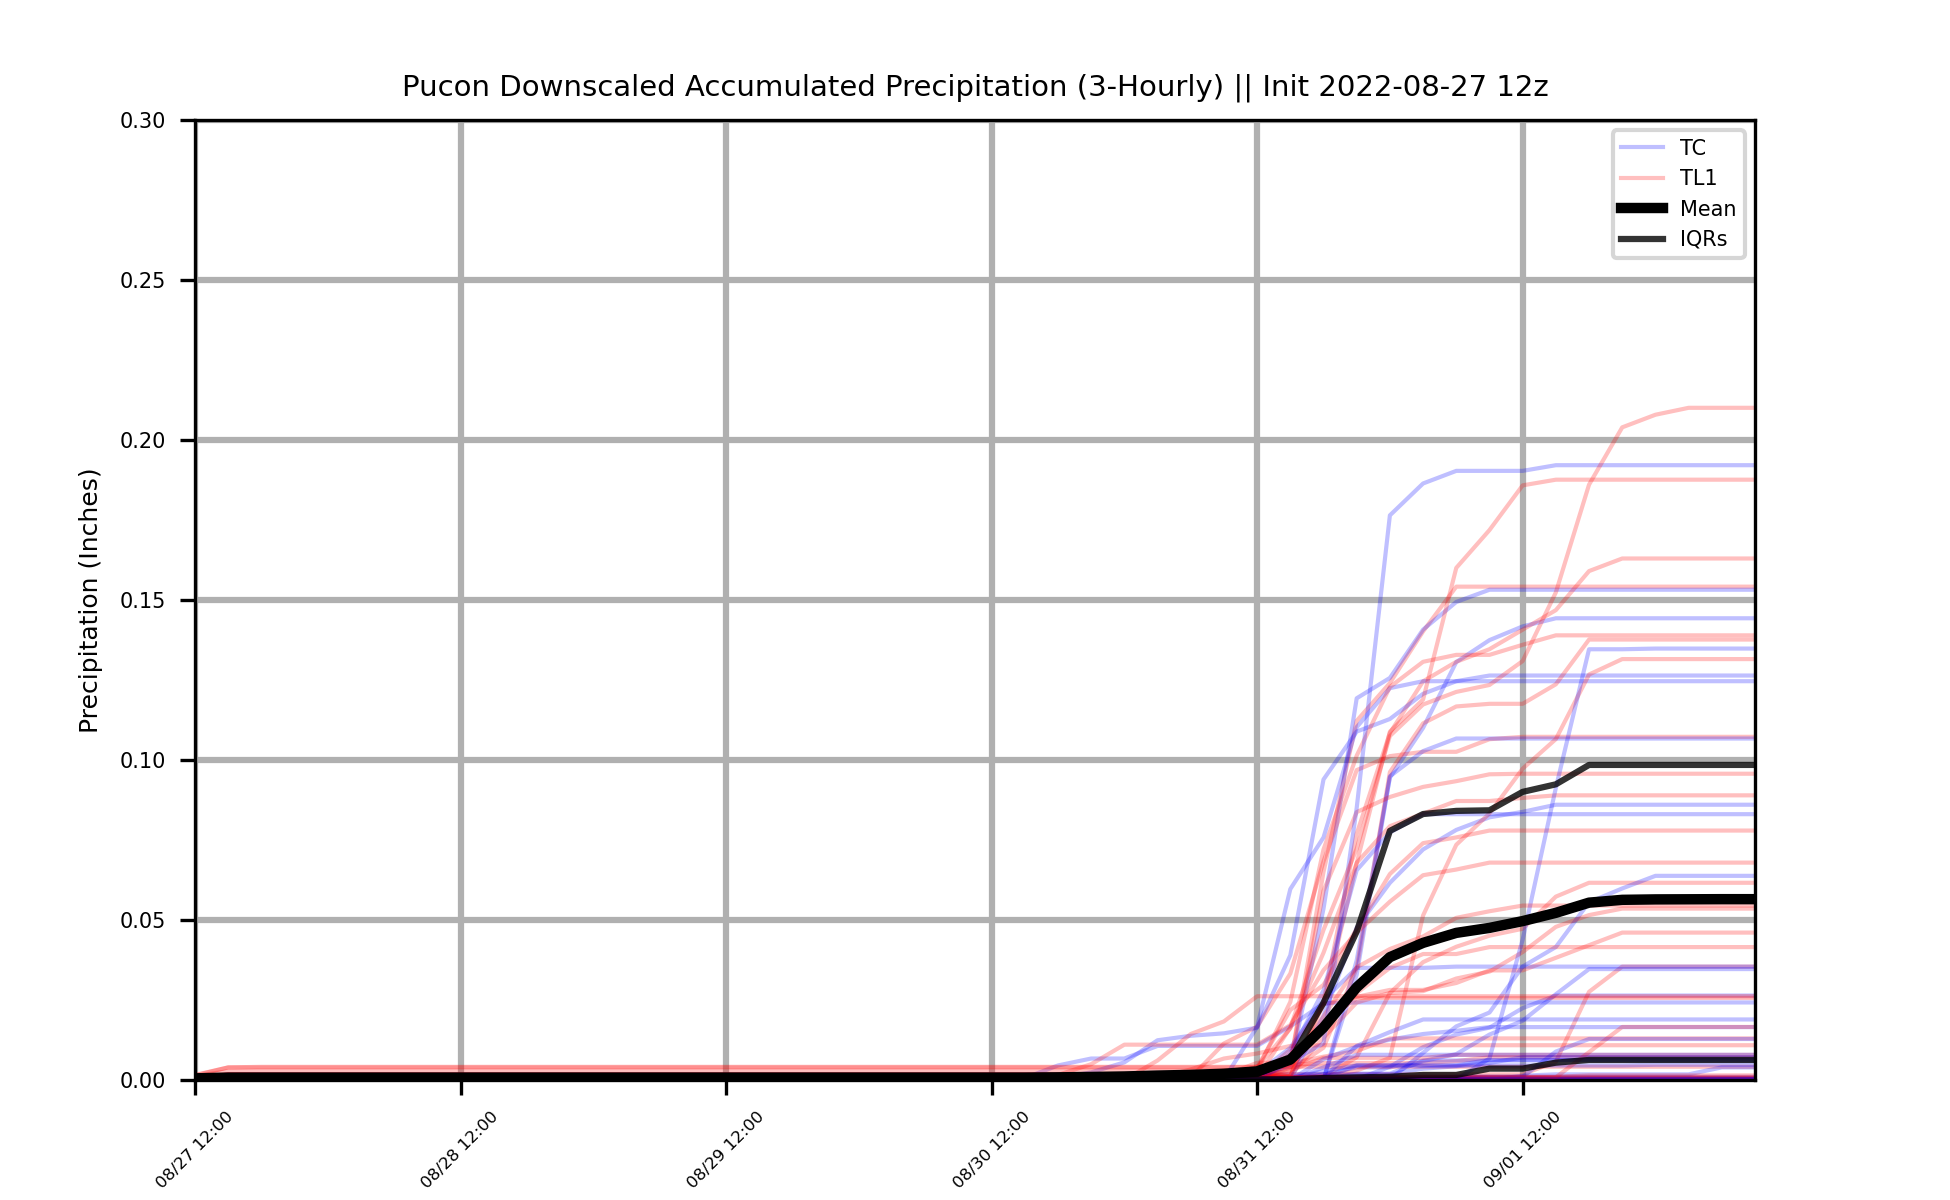 Pucon Downscaled Accumulated Precipitation (3-Hourly) || Init 2022-08-27 12z
0.30
0.25
0.20
0.15
0.10
0.05
0.00
Precipitation (Inches)
TC
TL1
Mean
IQRs
08/27 12:00
08/28 12:00
08/29 12:00
08/30 12:00
08/31 12:00
09/01 12:00